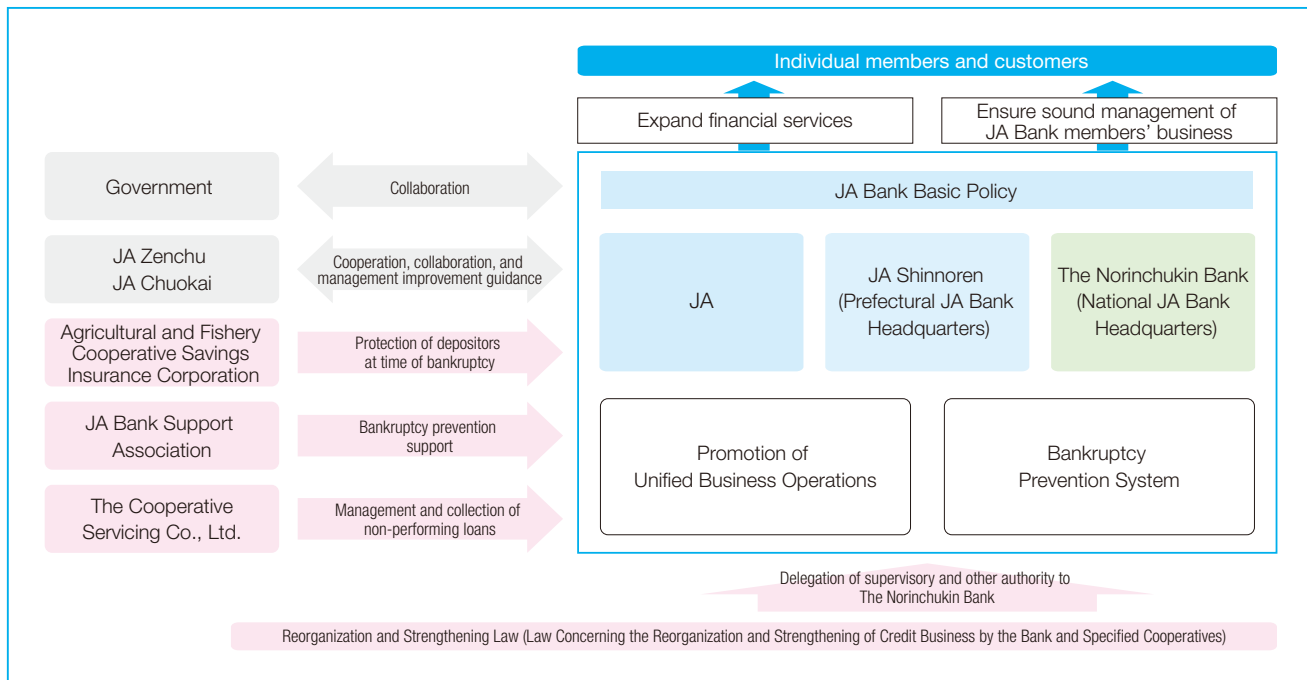 Individual members and customers
Expand financial services
Ensure sound management of
JA Bank members’ business
Government
Collaboration
JA Bank Basic Policy
JA Zenchu
JA Chuokai
Cooperation, collaboration, and
management improvement guidance
JA
JA Shinnoren
(Prefectural JA Bank
Headquarters)
The Norinchukin Bank
(National JA Bank
Headquarters)
Agricultural and Fishery
Cooperative Savings
Insurance Corporation
Protection of depositors
at time of bankruptcy
JA Bank Support
Association
Bankruptcy prevention
support
Promotion of
Unified Business Operations
Bankruptcy
Prevention System
The Cooperative
Servicing Co., Ltd.
Management and collection of
non-performing loans
Delegation of supervisory and other authority to
The Norinchukin Bank
Reorganization and Strengthening Law (Law Concerning the Reorganization and Strengthening of Credit Business by the Bank and Specified Cooperatives)